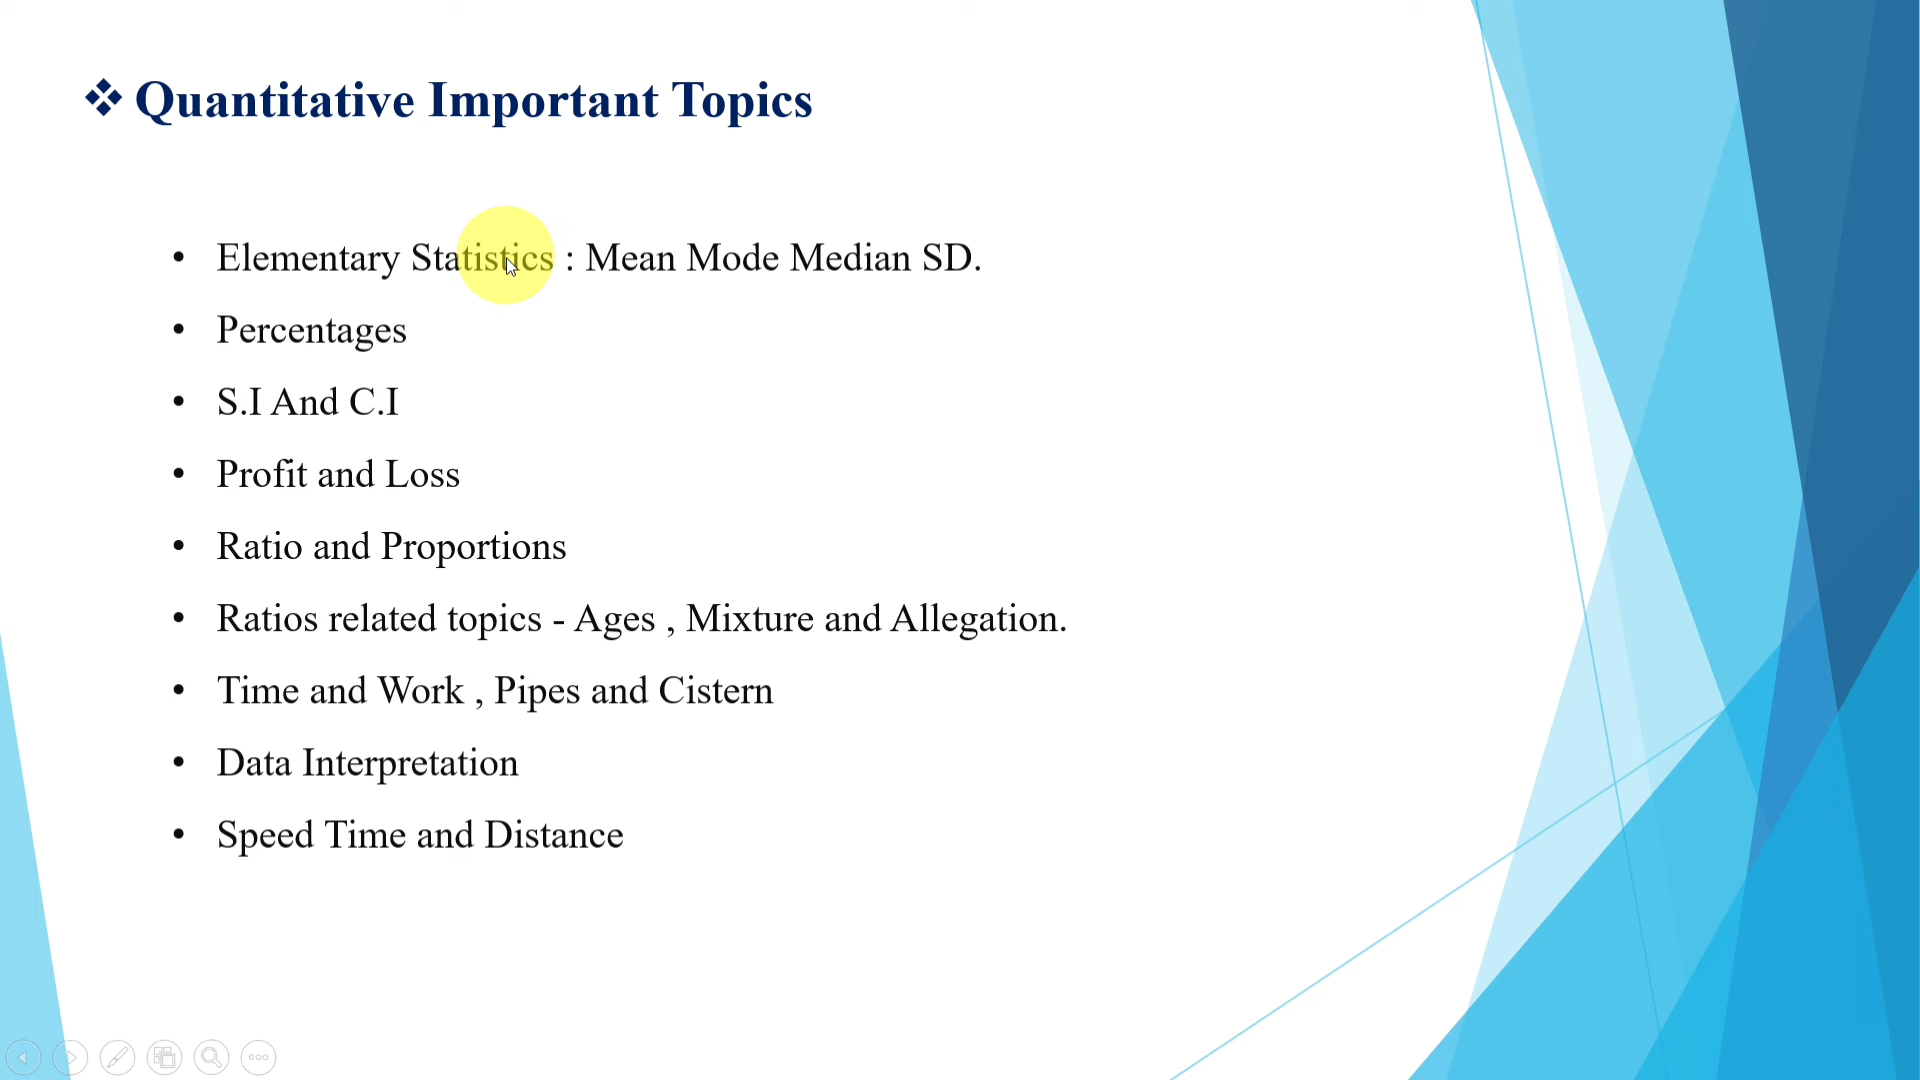 ❖ Quantitative Important Topics
• Elementary Statistics : Mean Mode Median SD.
• Percentages
• S.I And C.I
• Profit and Loss
• Ratio and Proportions
• Ratios related topics - Ages , Mixture and Allegation.
• Time and Work , Pipes and Cistern
• Data Interpretation
• Speed Time and Distance